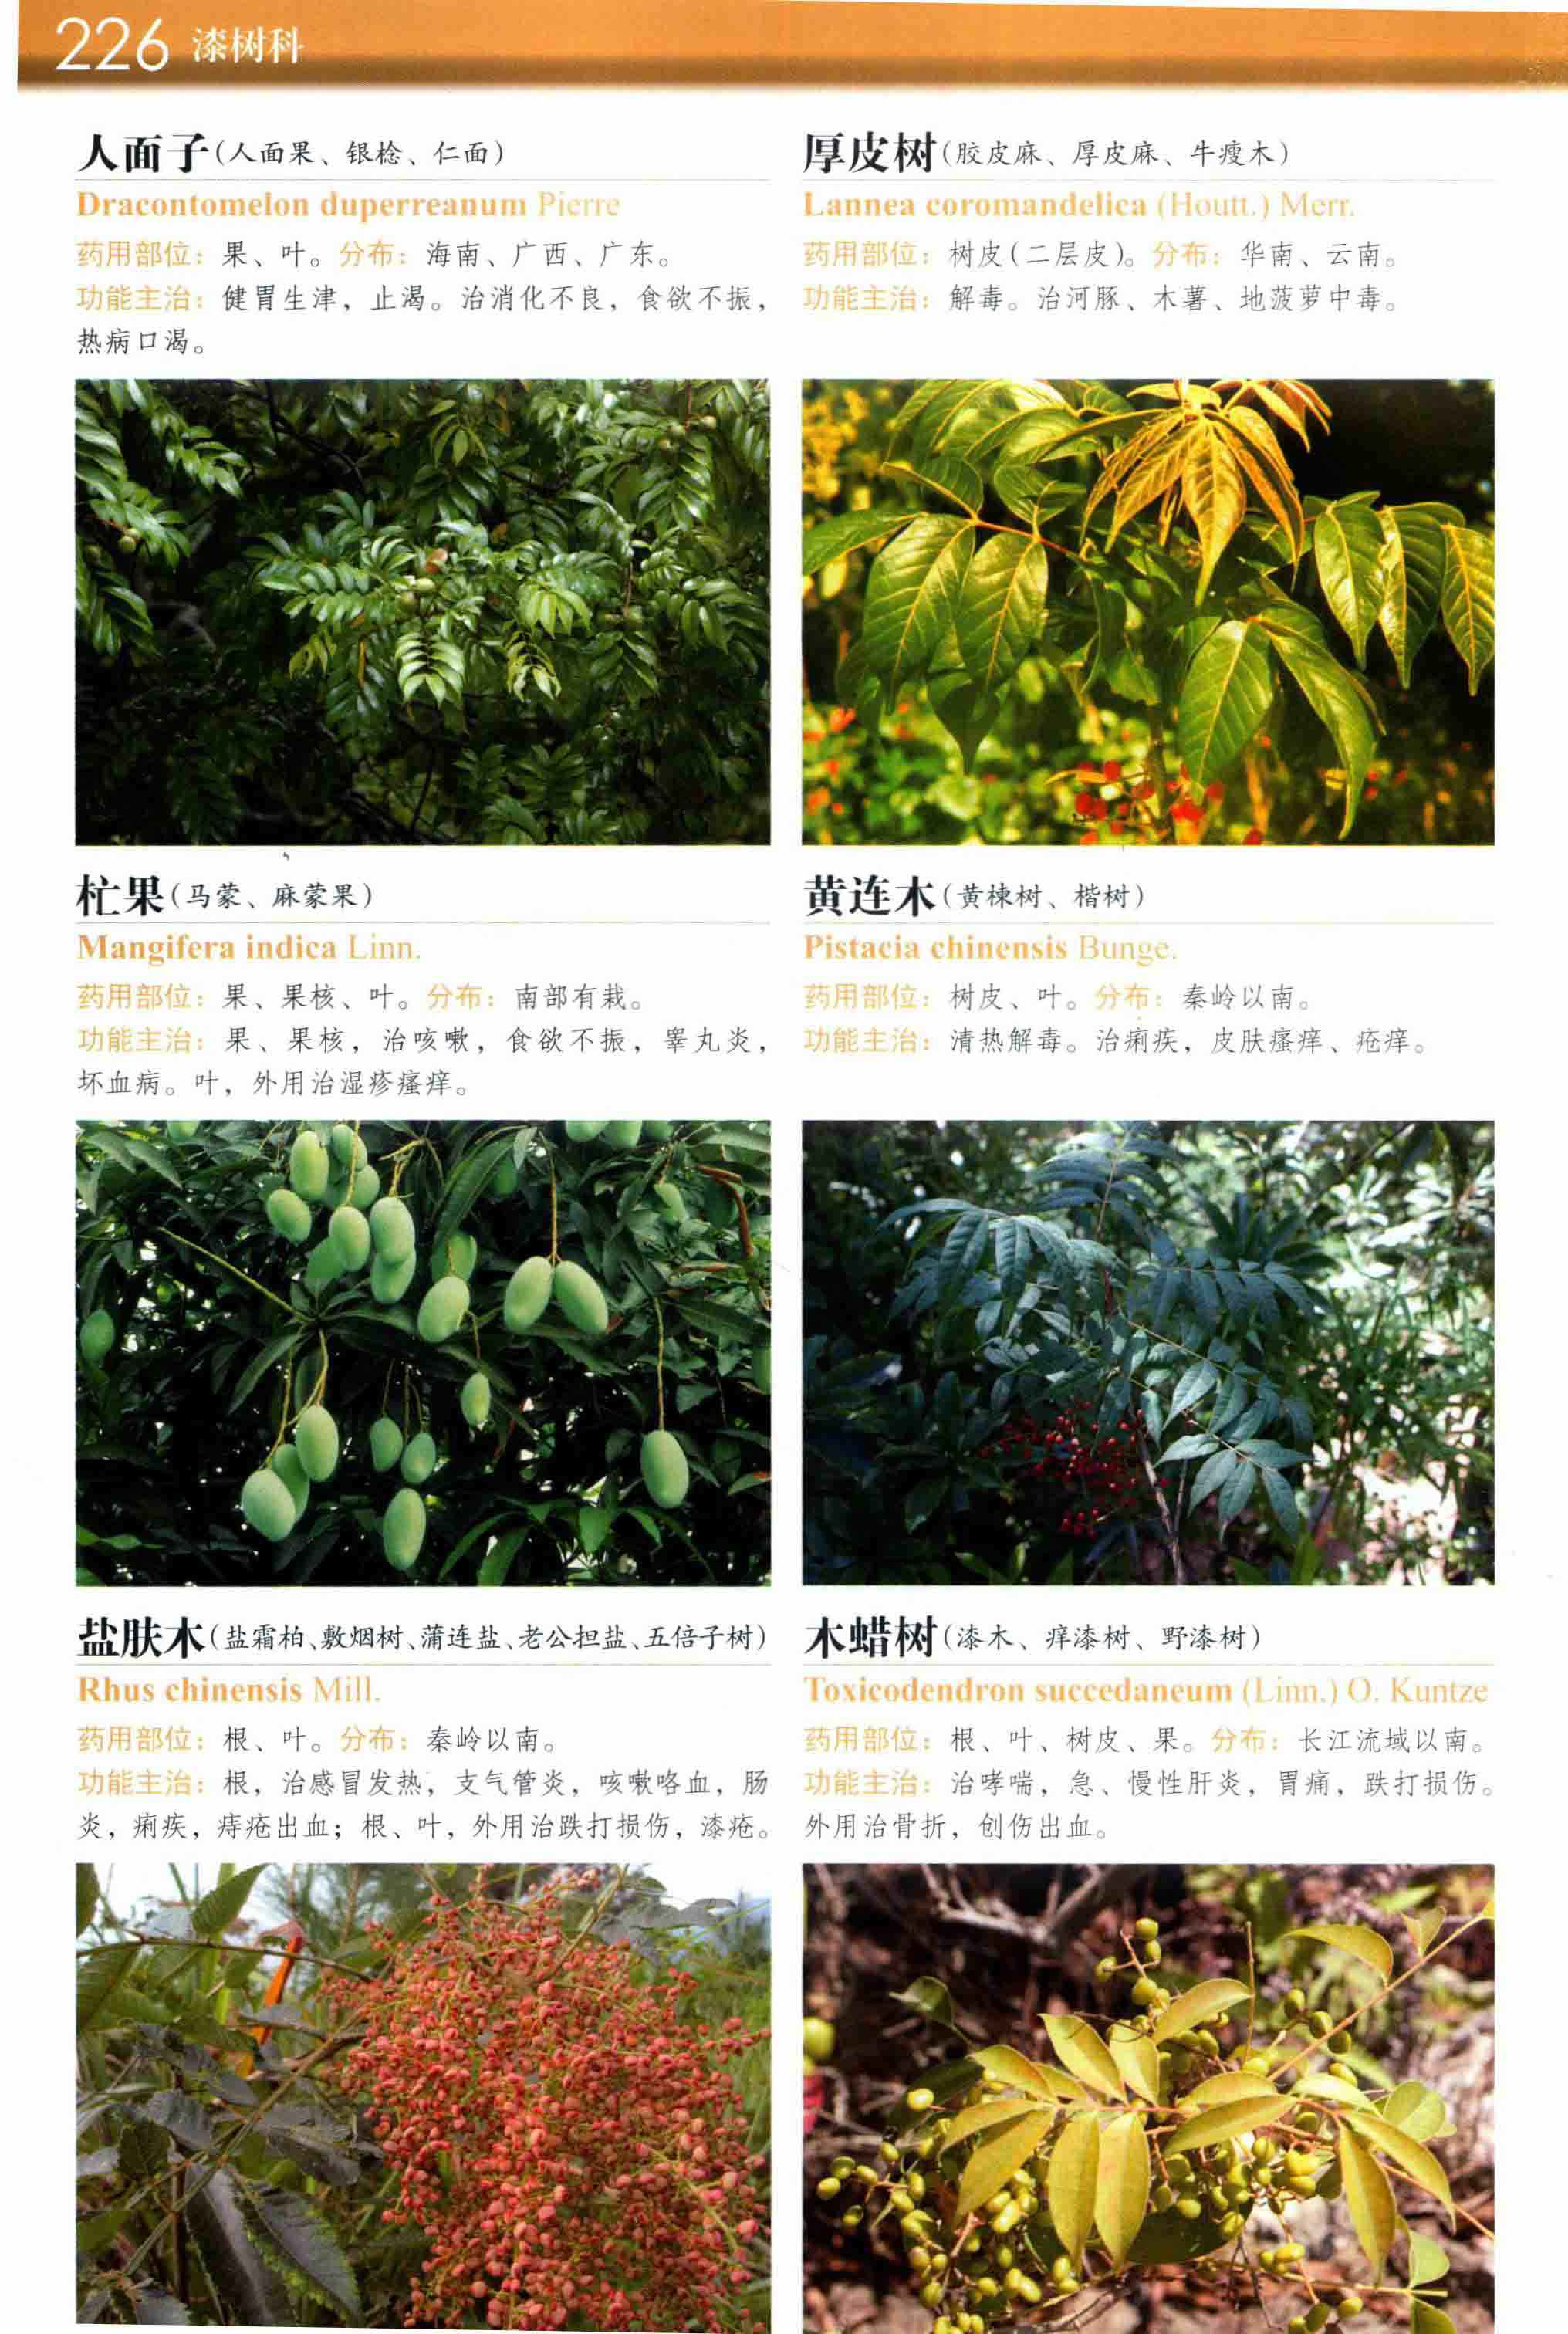 226 漆树科
人面子(人面果、银稔、仁面)
Dracontomelon duperreanum Pierre
药用部位：果、叶。分布：海南、广西、广东。
功能主治：健胃生津，止渴。治消化不良，食欲不振，
热病口渴。
厚皮树(胶皮麻、厚皮麻、牛瘦木)
Lannea coromandelica (Houtt.) Merr.
药用部位：树皮(二层皮)。分布：华南、云南。
功能主治：解毒。治河豚、木薯、地菠萝中毒。
杧果(马蒙、麻蒙果)
Mangifera indica Linn.
药用部位：果、果核、叶。分布：南部有栽。
功能主治：果、果核，治咳嗽，食欲不振，睾丸炎，
坏血病。叶，外用治湿疹瘙痒。
黄连木(黄楝树、楷树)
Pistacia chinensis Bunge.
药用部位：树皮、叶。分布：秦岭以南。
功能主治：清热解毒。治痢疾，皮肤瘙痒、疮痒。
盐肤木(盐霜柏、敷烟树、蒲连盐、老公担盐、五倍子树)
Rhus chinensis Mill.
药用部位：根、叶。分布：秦岭以南。
功能主治：根，治感冒发热，支气管炎，咳嗽咯血，肠
炎，痢疾，痔疮出血；根、叶，外用治跌打损伤，漆疮。
木蜡树(漆木、痒漆树、野漆树)
Toxicodendron succedaneum (Linn.) O. Kuntze
药用部位：根、叶、树皮、果。分布：长江流域以南。
功能主治：治哮喘，急、慢性肝炎，胃痛，跌打损伤。
外用治骨折，创伤出血。